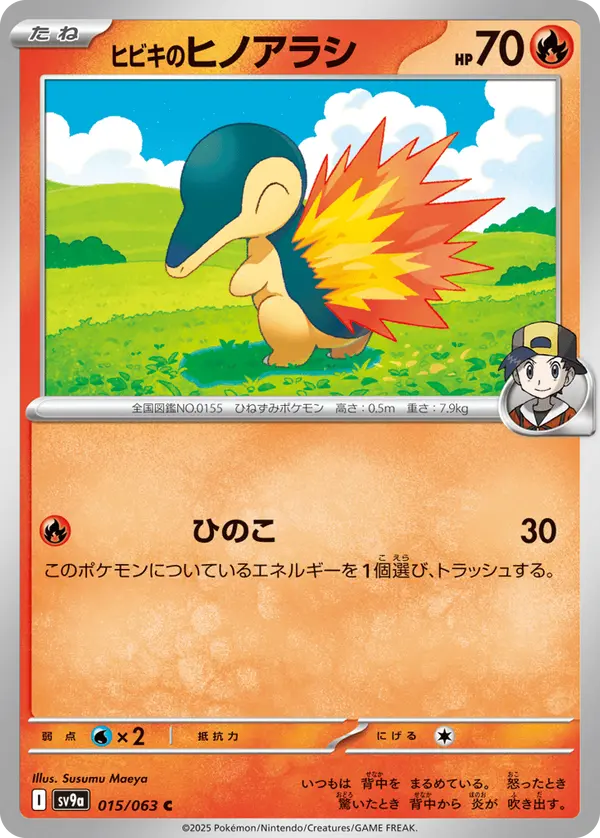 たね
ヒビキのヒノアラシ HP70
全国図鑑NO.0155 ひねずみポケモン 高さ:0.5m 重さ:7.9kg
ひのこ 30
このポケモンについているエネルギーを1個選び、トラッシュする。
弱点 ×2 抵抗力 にげる
Illus. Susumu Maeya
I sv9a 015/063 C
いつもは 背中を まるめている。怒ったとき
驚いたとき 背中から 炎が 吹き出す。
©2025 Pokémon/Nintendo/Creatures/GAME FREAK.